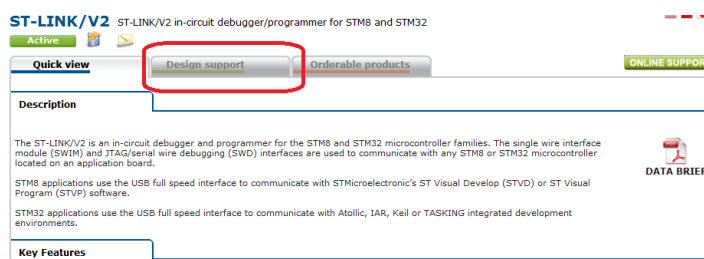 ST-LINK/V2 ST-LINK/V2 in-circuit debugger/programmer for STM8 and STM32
Active
Quick view Design support Orderable products ONLINE SUPPOR
Description
The ST-LINK/V2 is an in-circuit debugger and programmer for the STM8 and STM32 microcontroller families. The single wire interface
module (SWIM) and JTAG/serial wire debugging (SWD) interfaces are used to communicate with any STM8 or STM32 microcontroller
located on an application board.
DATA BRIEF
STM8 applications use the USB full speed interface to communicate with STMicroelectronic's ST Visual Develop (STVD) or ST Visual
Program (STVP) software.
STM32 applications use the USB full speed interface to communicate with Atollic, IAR, Keil or TASKING integrated development
environments.
Key Features